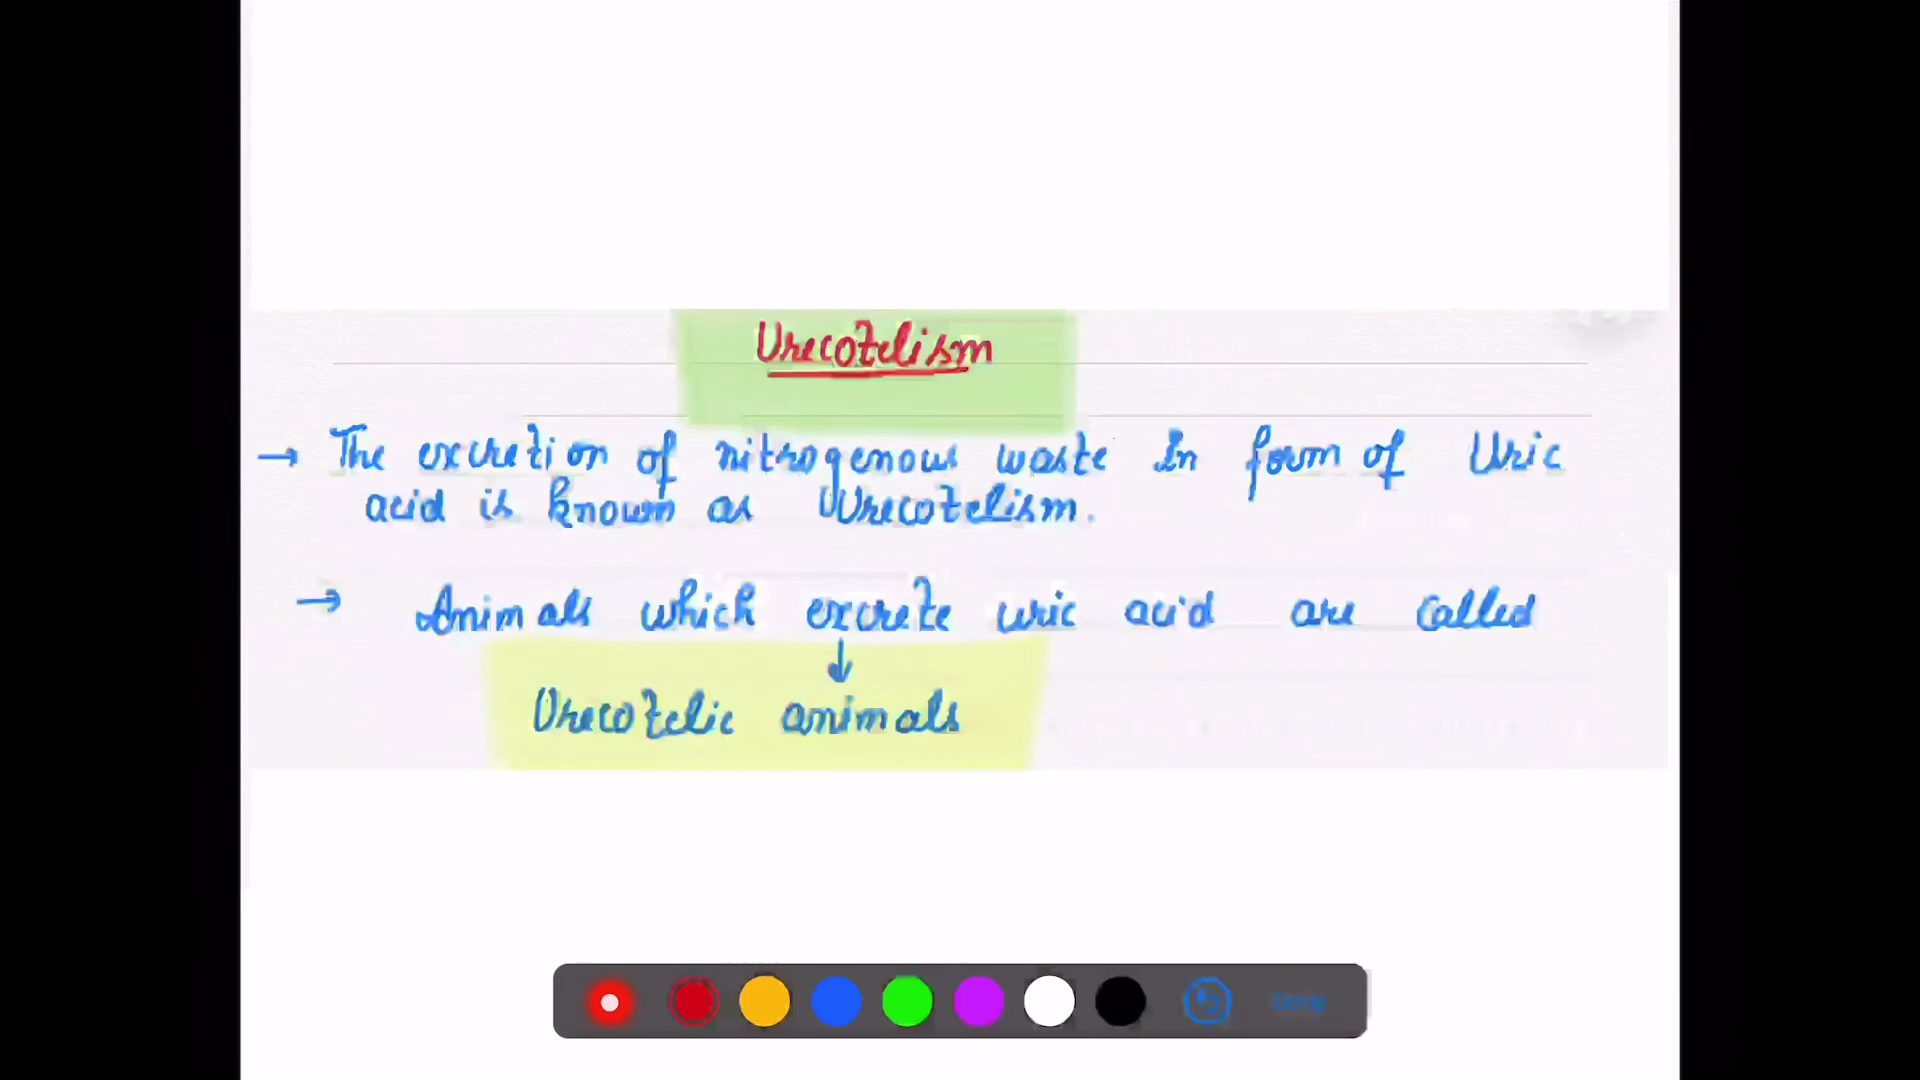 Urecotelism
→ The excretion of nitrogenous waste In form of Uric
acid is known as Urecotelism.
→ Animals which excrete uric acid are called
↓
Urecotelic animals
Done